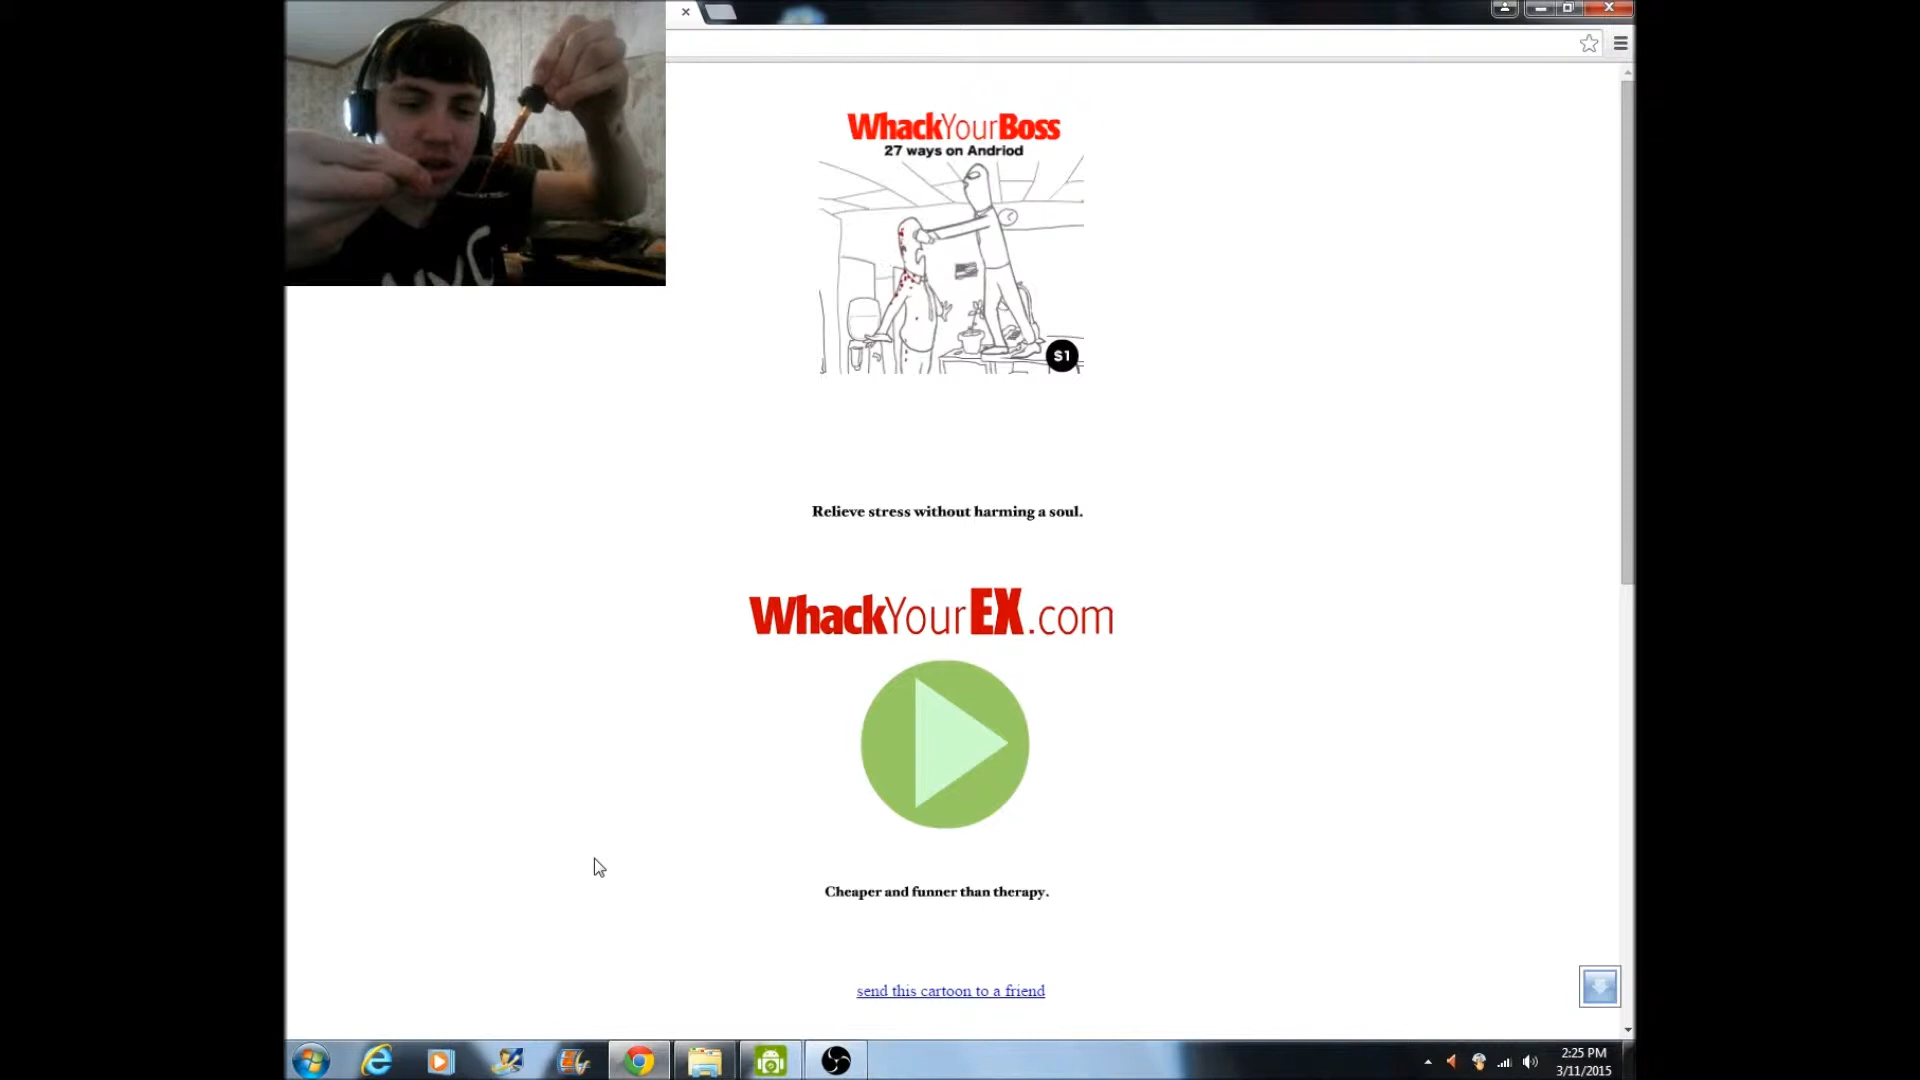 WhackYourBoss
27 ways on Andriod
$1
Relieve stress without harming a soul.
WhackYourEX.com
Cheaper and funner than therapy.
send this cartoon to a friend
2:25 PM
3/11/2015